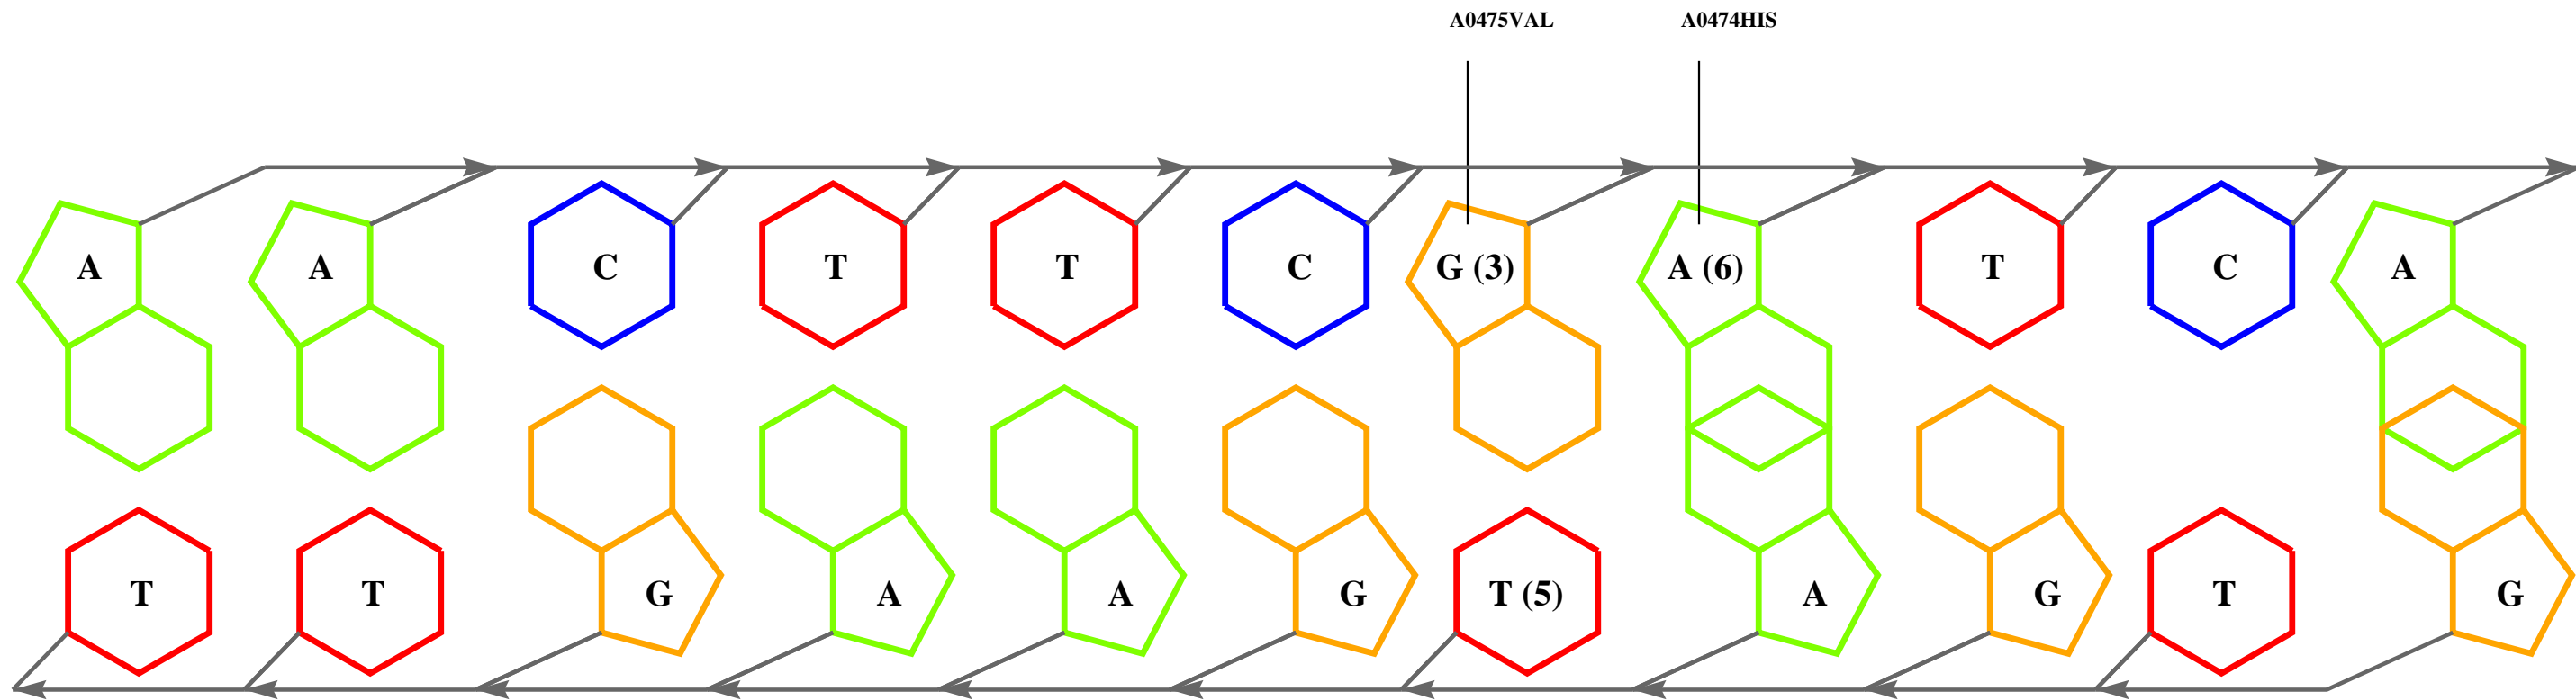 A0475VAL A0474HIS
A A C T T C G (3) A (6) T C A
T T G A A G T (5) A G T G